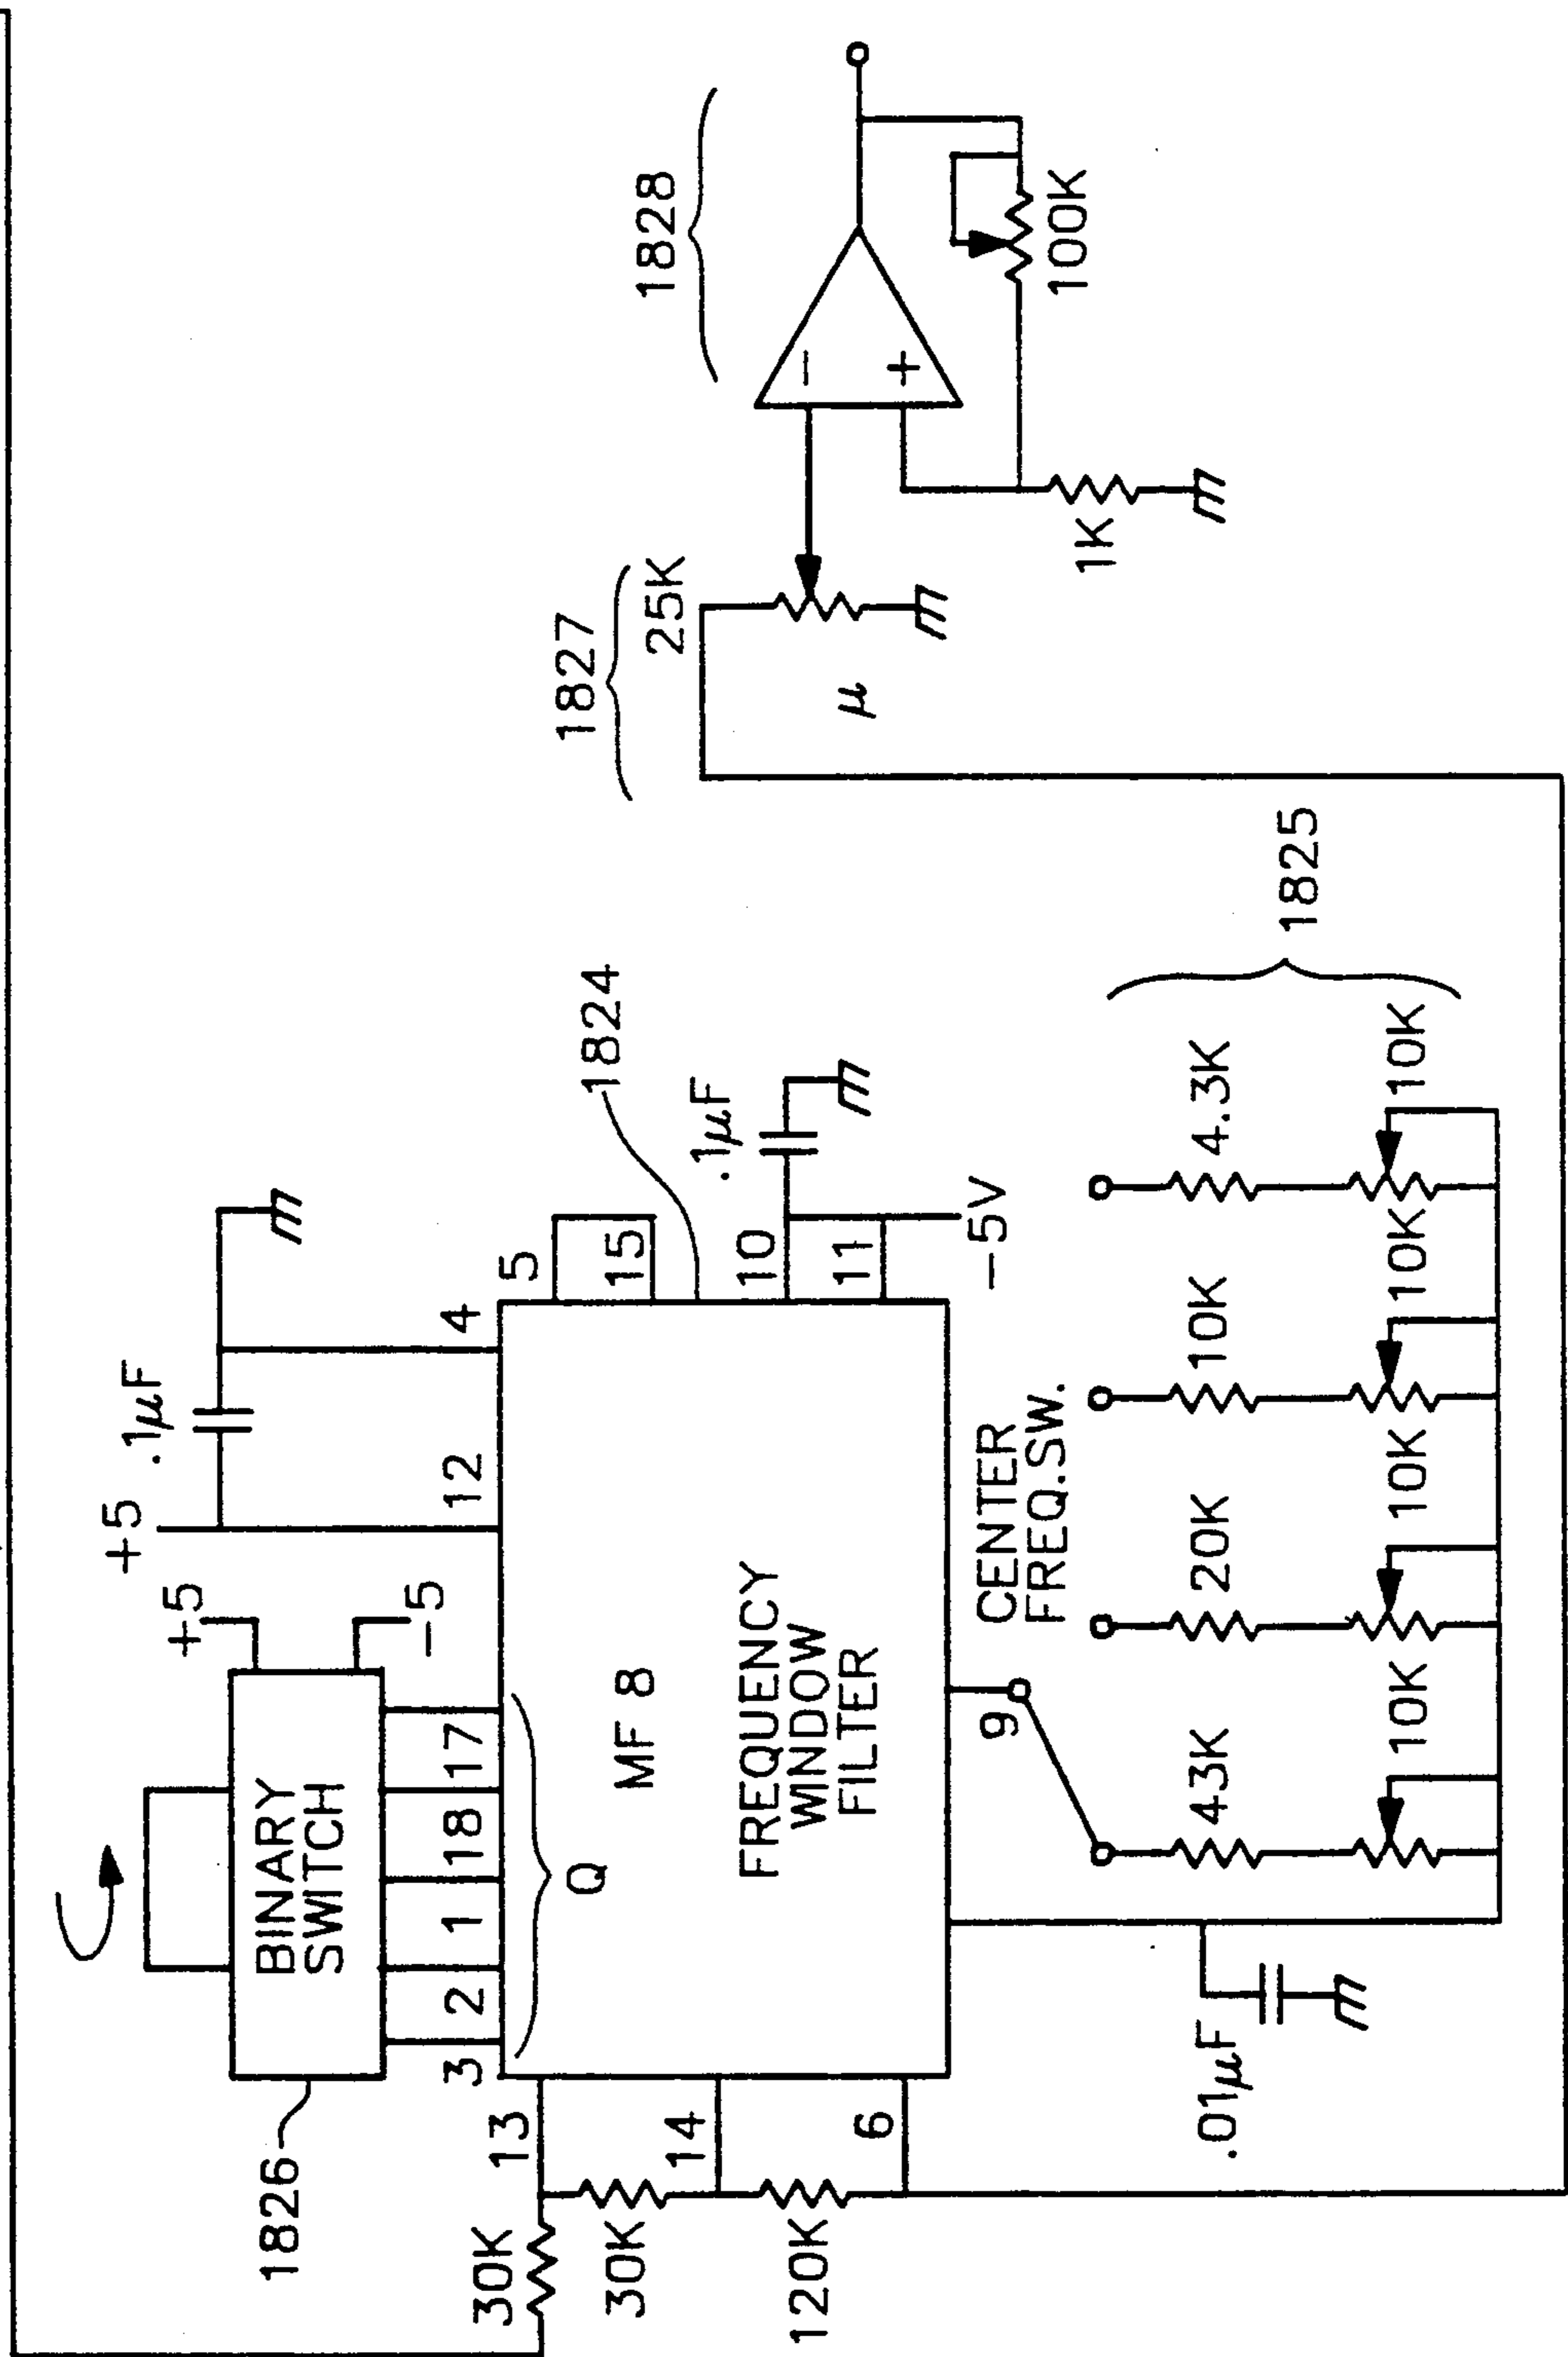 1826
BINARY
SWITCH
+5
-5
+5
.1µF
3
2
1
18
17
12
4
Q
MF 8
FREQUENCY
WINDOW
FILTER
13
14
6
30K
30K
120K
5
15
10
11
1824
.1µF
-5V
9
CENTER
FREQ.SW.
.01µF
43K
20K
10K
4.3K
10K
10K
10K
10K
1825
1827
25K
µ
1828
-
+
1K
100K